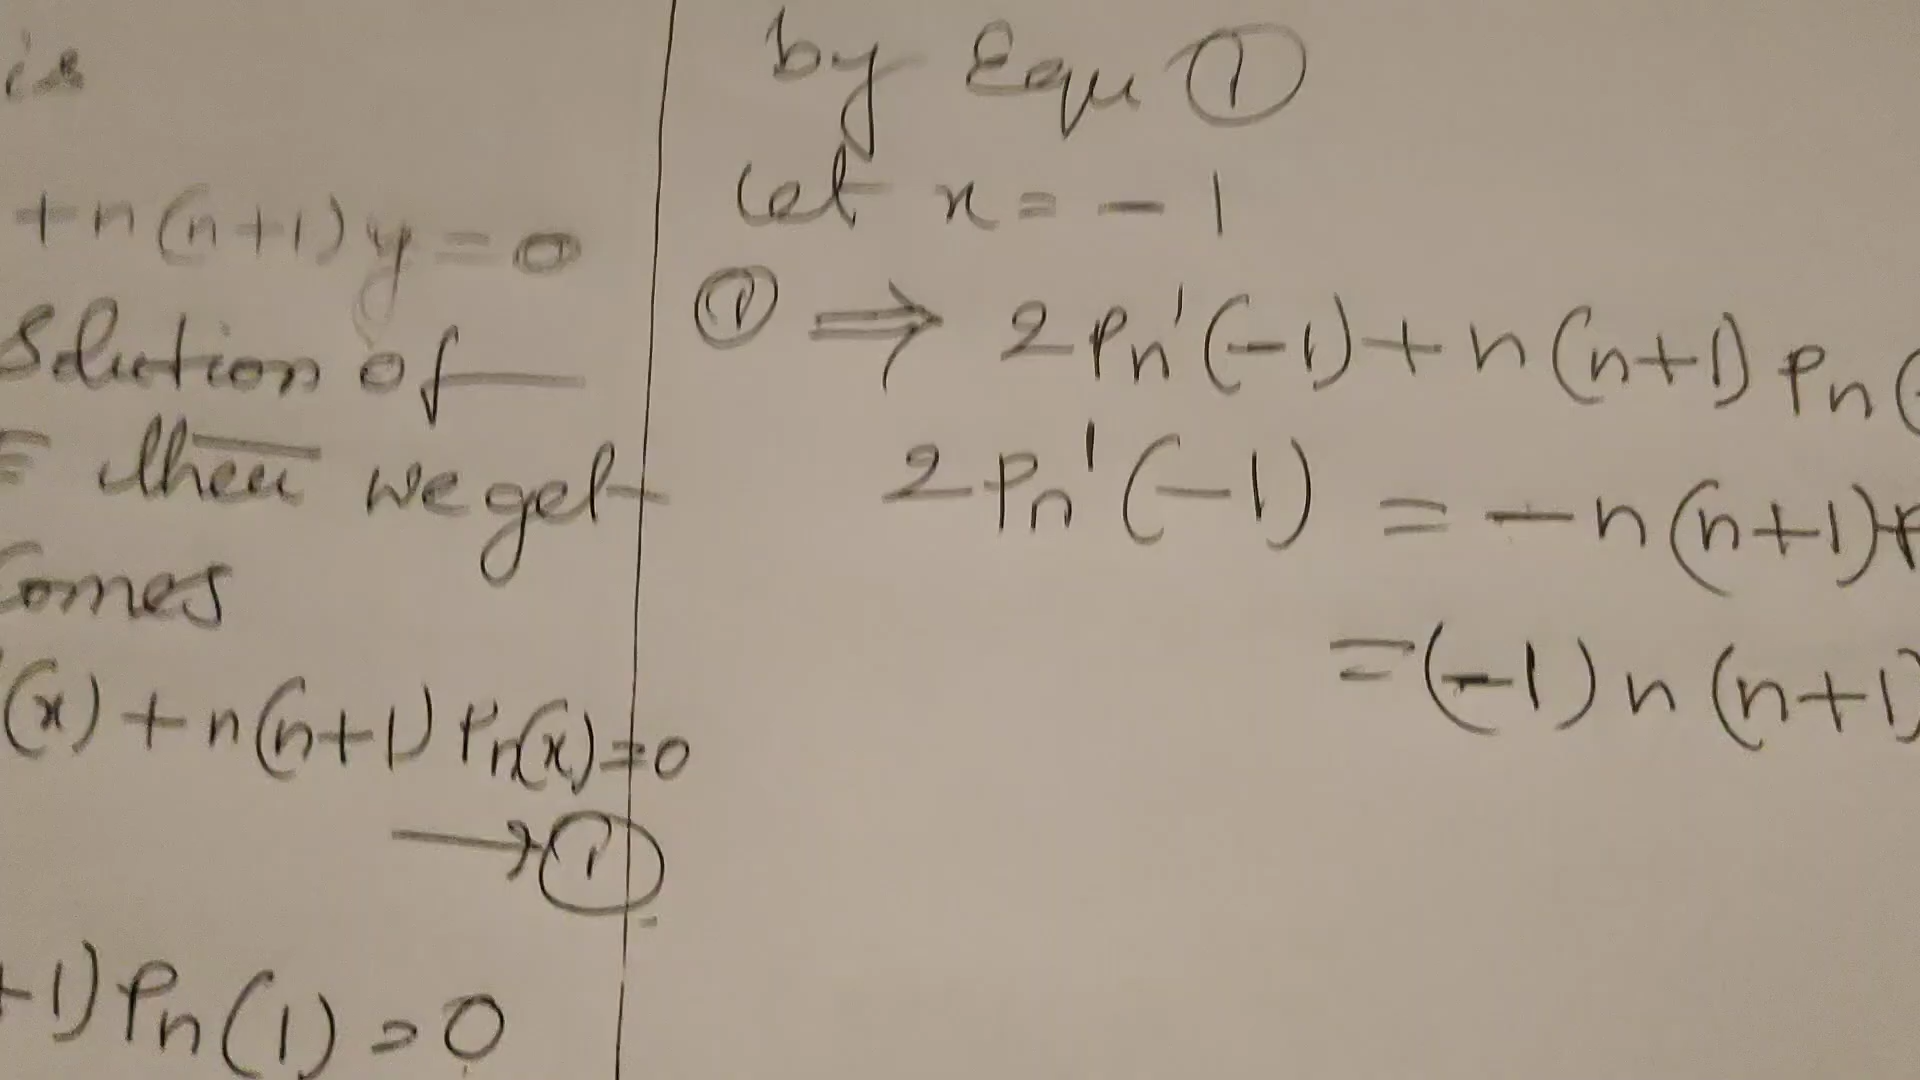 is
+n(n+1)y=0
Solution of
= then we get
comes
'(x)+n(n+1)Pn(x)=0
→①
+1)Pn(1)=0
by Equ ①
Let x=-1
① ⇒ 2Pn'(-1)+n(n+1)Pn(
2Pn'(-1) = -n(n+1)P
=(-1)n(n+1)